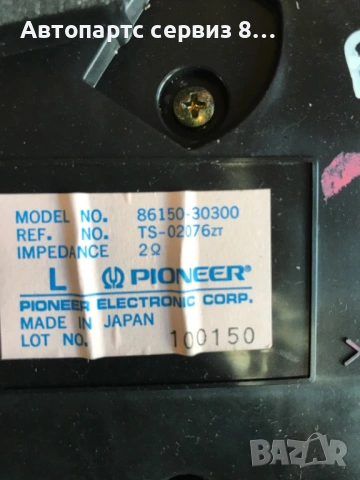 Автопартс сервиз 8...
MODEL NO. 86150-30300
REF. NO. TS-02076ZT
IMPEDANCE 2Ω
L PIONEER®
PIONEER ELECTRONIC CORP.
MADE IN JAPAN
LOT NO. 100150
BAZAR